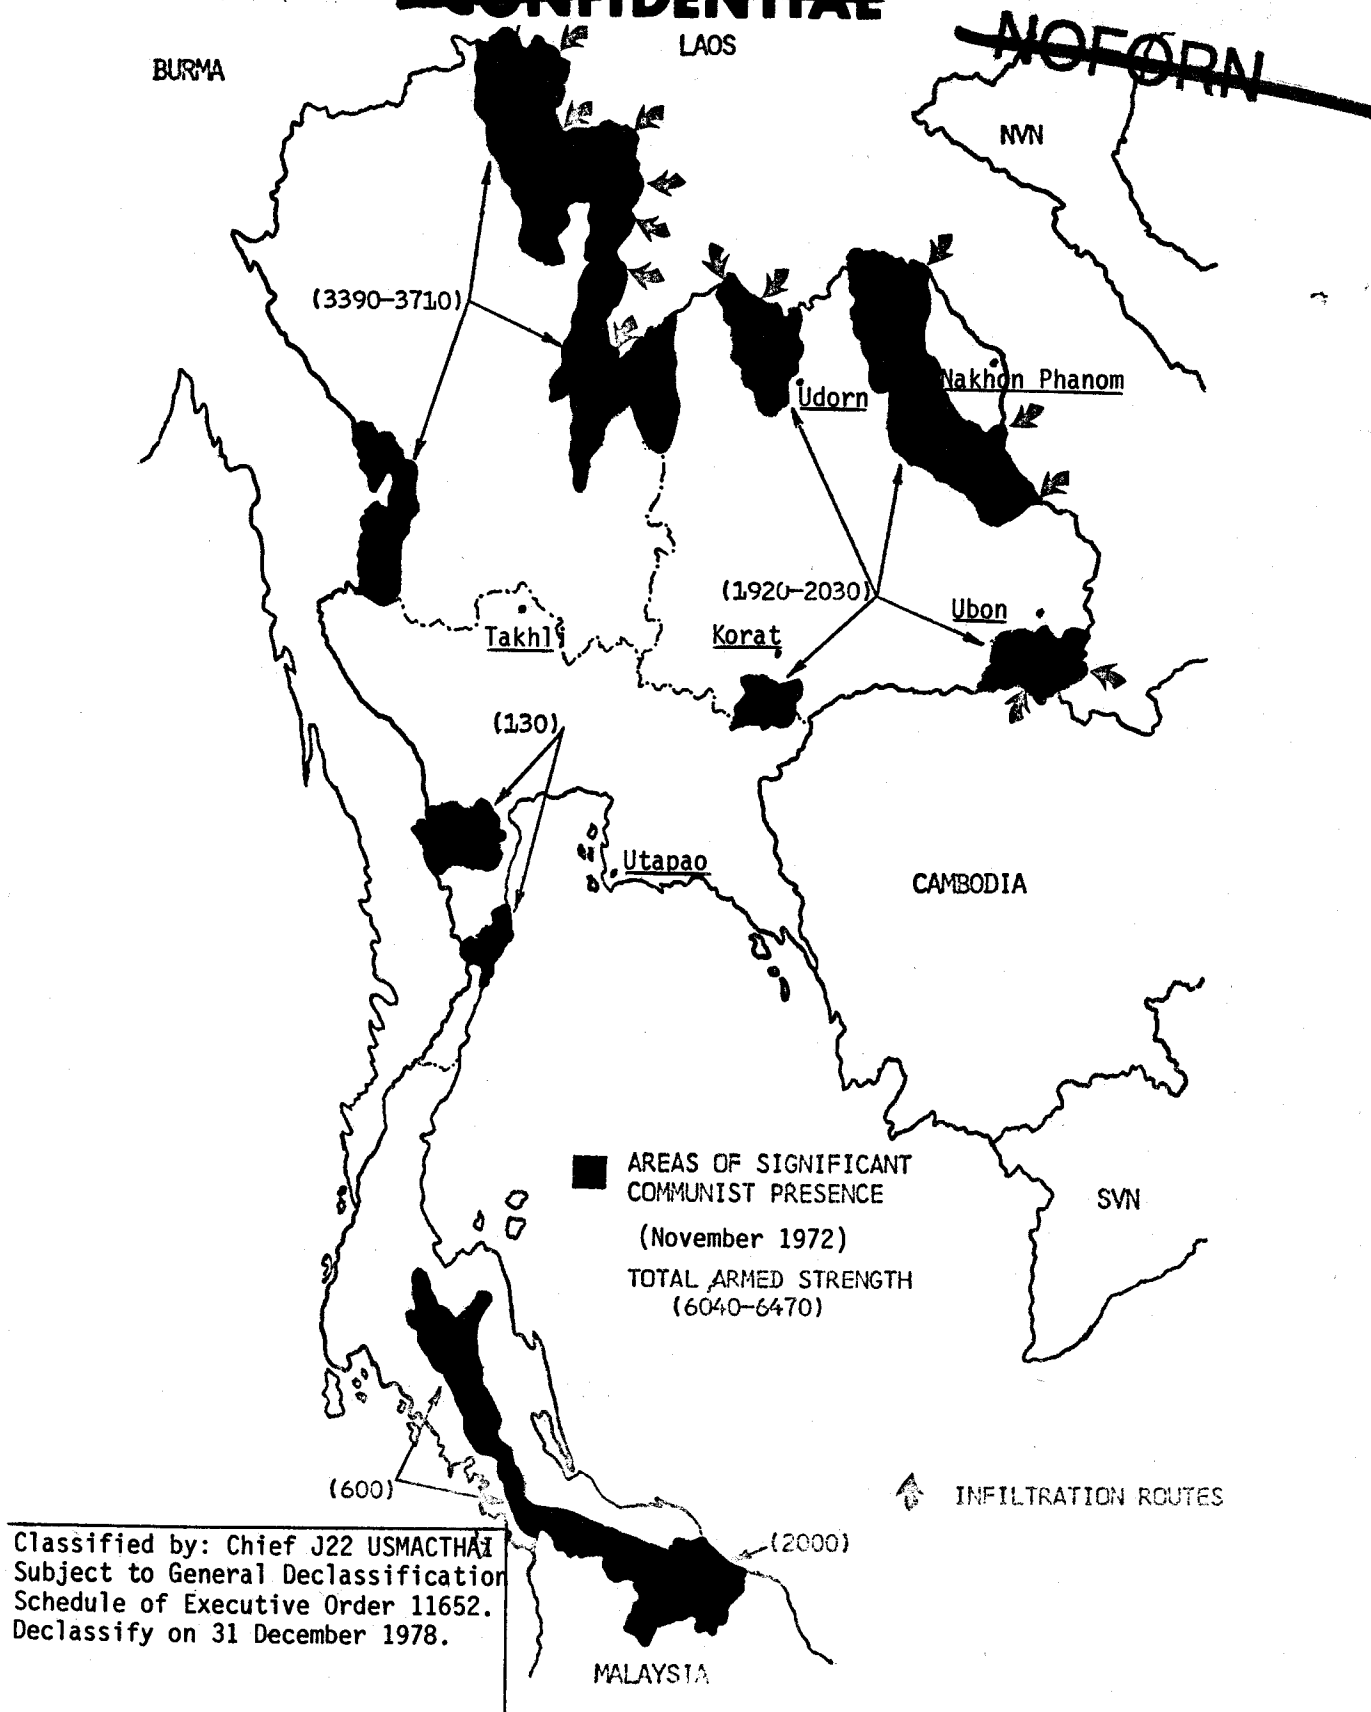 CONFIDENTIAL
NOFORN
LAOS
BURMA
NVN
(3390-3710)
Nakhon Phanom
Udorn
(1920-2030)
Ubon
Takhli
Korat
(130)
Utapao
CAMBODIA
AREAS OF SIGNIFICANT
COMMUNIST PRESENCE
(November 1972)
TOTAL ARMED STRENGTH
(6040-6470)
SVN
(600)
INFILTRATION ROUTES
(2000)
Classified by: Chief J22 USMACTHAI
Subject to General Declassification
Schedule of Executive Order 11652.
Declassify on 31 December 1978.
MALAYSIA